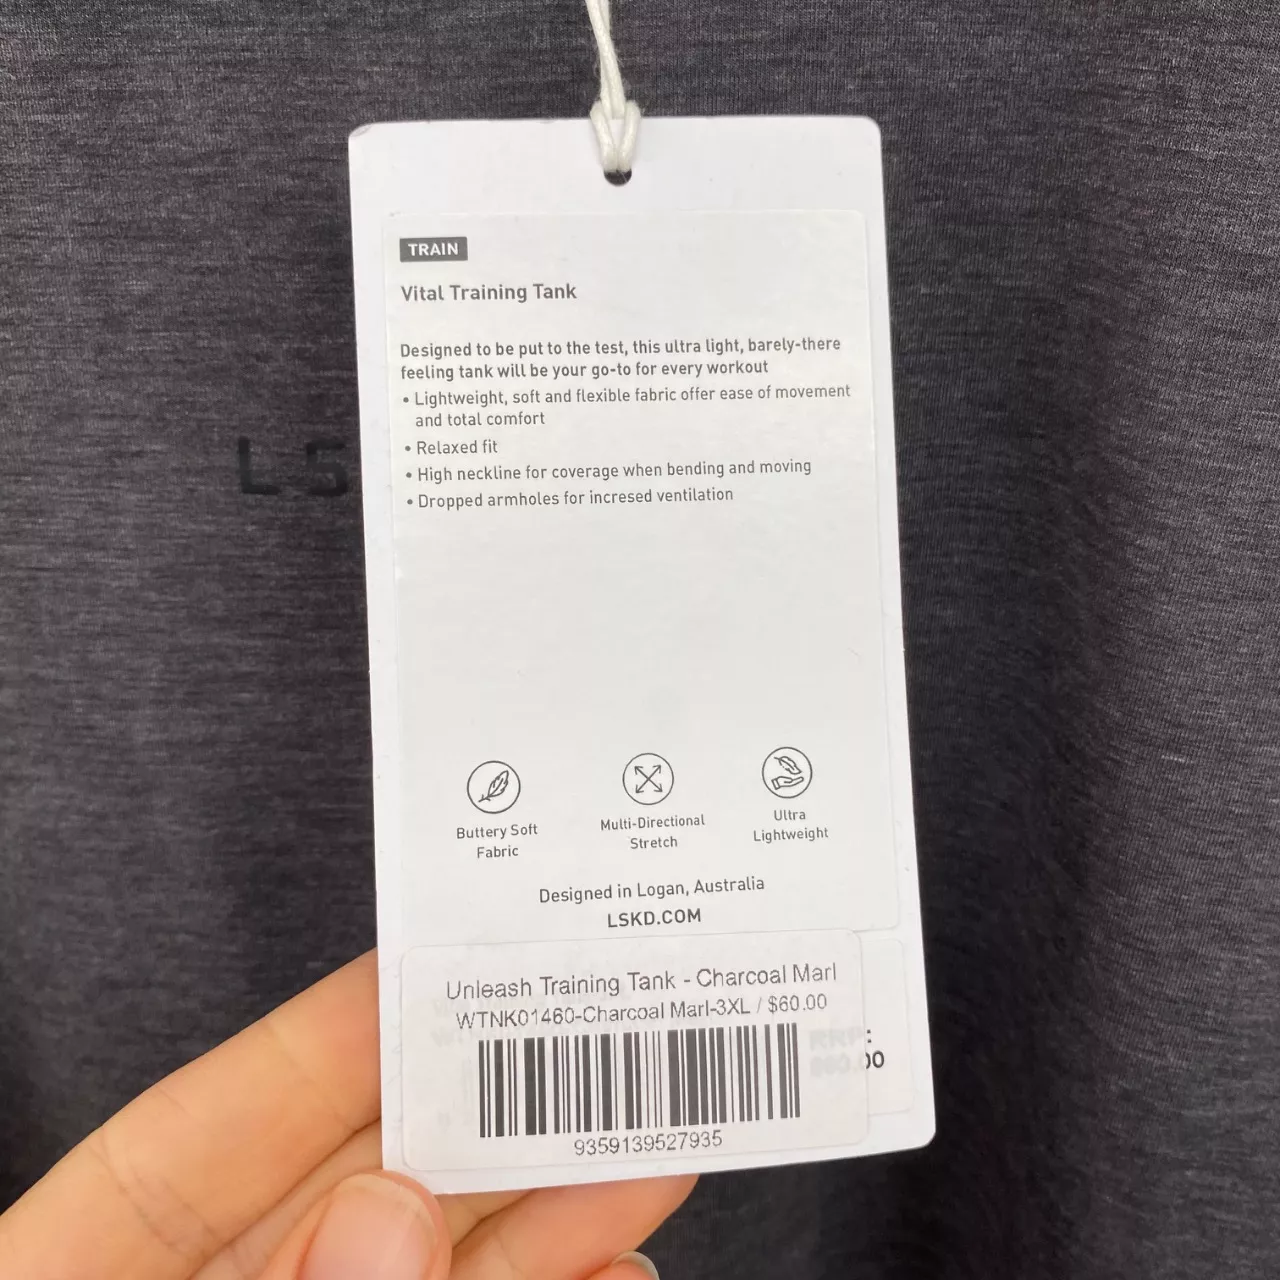 TRAIN
Vital Training Tank
Designed to be put to the test, this ultra light, barely-there
feeling tank will be your go-to for every workout
• Lightweight, soft and flexible fabric offer ease of movement
and total comfort
• Relaxed fit
• High neckline for coverage when bending and moving
• Dropped armholes for incresed ventilation
LS
Buttery Soft
Fabric
Multi-Directional
Stretch
Ultra
Lightweight
Designed in Logan, Australia
LSKD.COM
Unleash Training Tank - Charcoal Marl
WTNK01460-Charcoal Marl-3XL / $60.00
RRP:
00
9359139527935